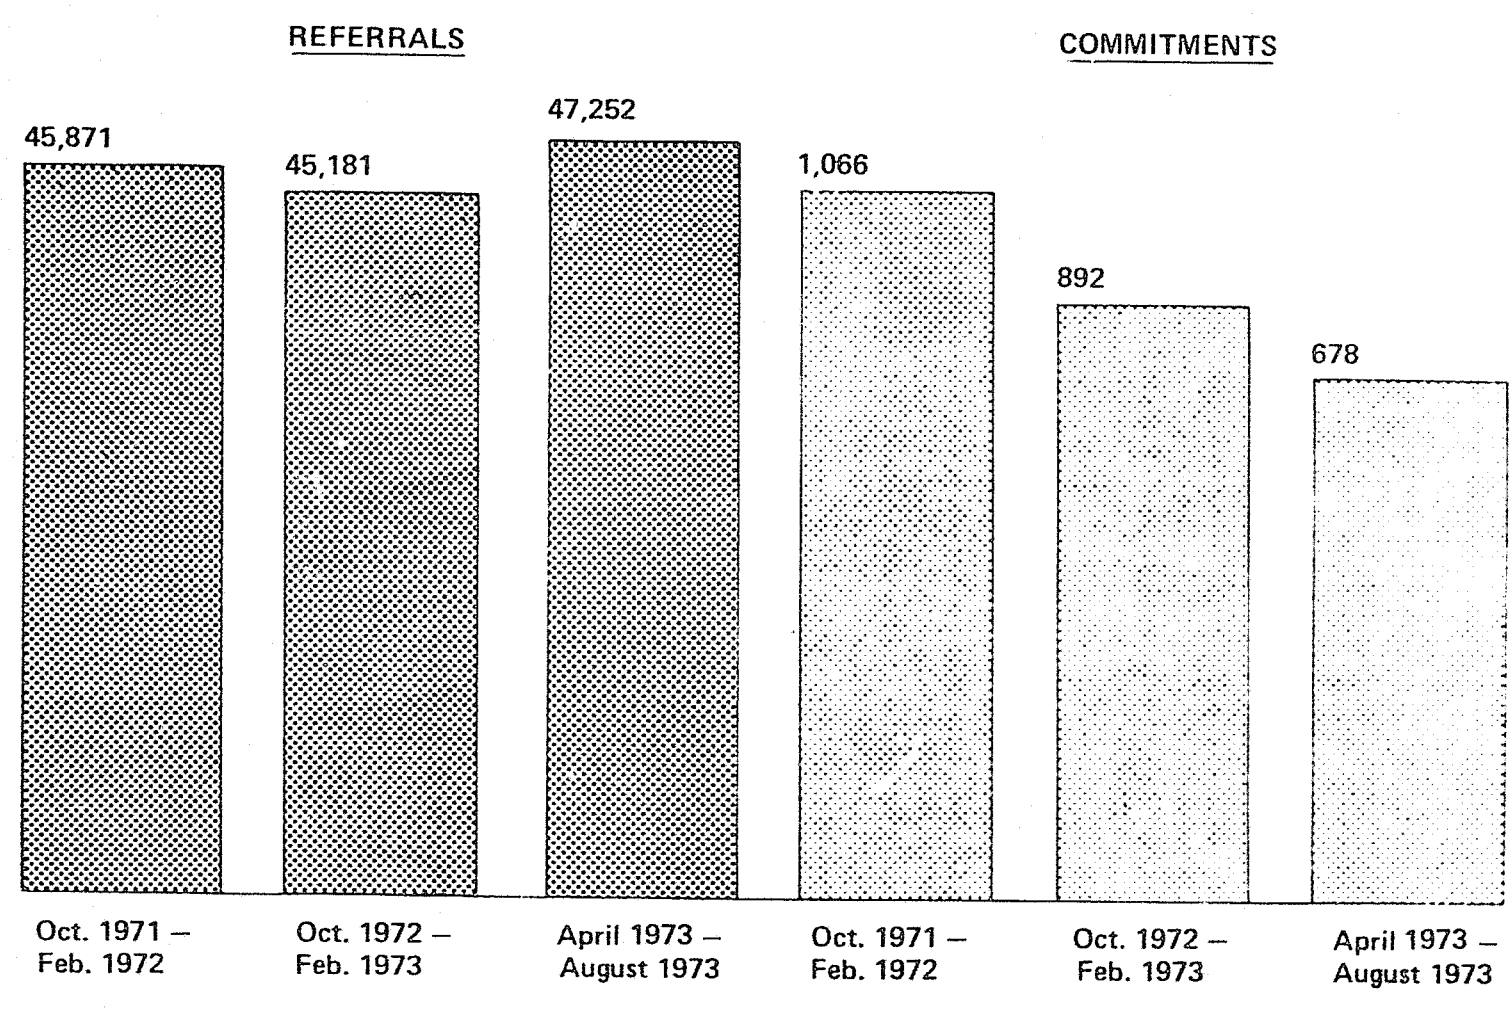 REFERRALS
COMMITMENTS
45,871
45,181
47,252
1,066
892
678
Oct. 1971 –
Feb. 1972
Oct. 1972 –
Feb. 1973
April 1973 –
August 1973
Oct. 1971 –
Feb. 1972
Oct. 1972 –
Feb. 1973
April 1973 –
August 1973